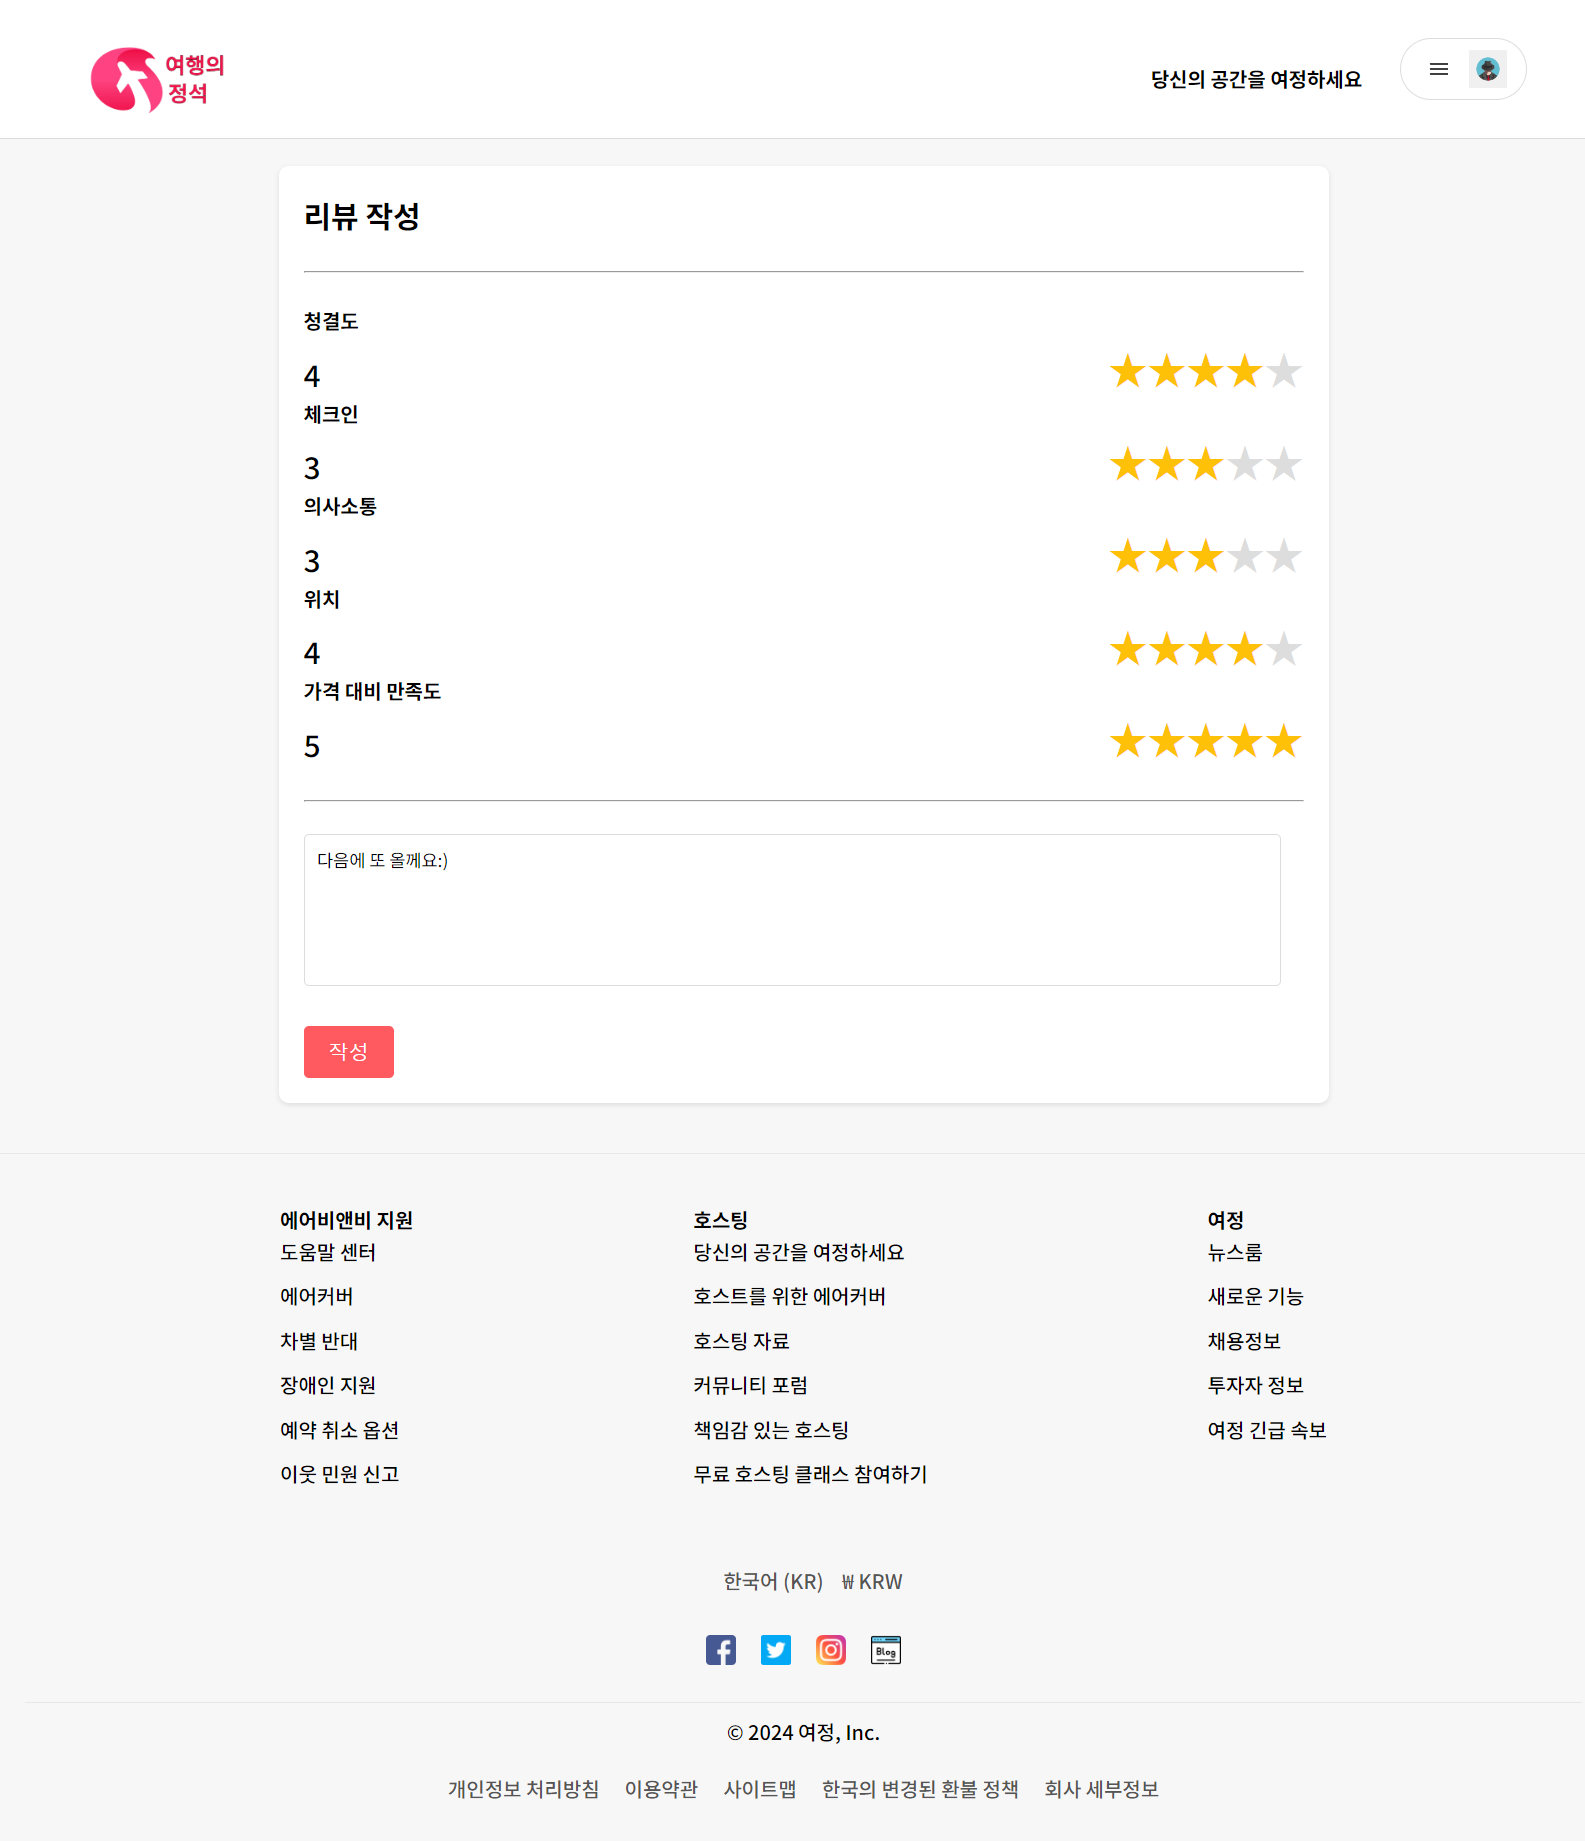 여행의
정석
당신의 공간을 여정하세요
리뷰 작성
청결도
4
체크인
3
의사소통
3
위치
4
가격 대비 만족도
5
다음에 또 올께요:)
작성
에어비앤비 지원
도움말 센터
에어커버
차별 반대
장애인 지원
예약 취소 옵션
이웃 민원 신고
호스팅
당신의 공간을 여정하세요
호스트를 위한 에어커버
호스팅 자료
커뮤니티 포럼
책임감 있는 호스팅
무료 호스팅 클래스 참여하기
여정
뉴스룸
새로운 기능
채용정보
투자자 정보
여정 긴급 속보
한국어 (KR) ₩ KRW
Blog
© 2024 여정, Inc.
개인정보 처리방침 이용약관 사이트맵 한국의 변경된 환불 정책 회사 세부정보